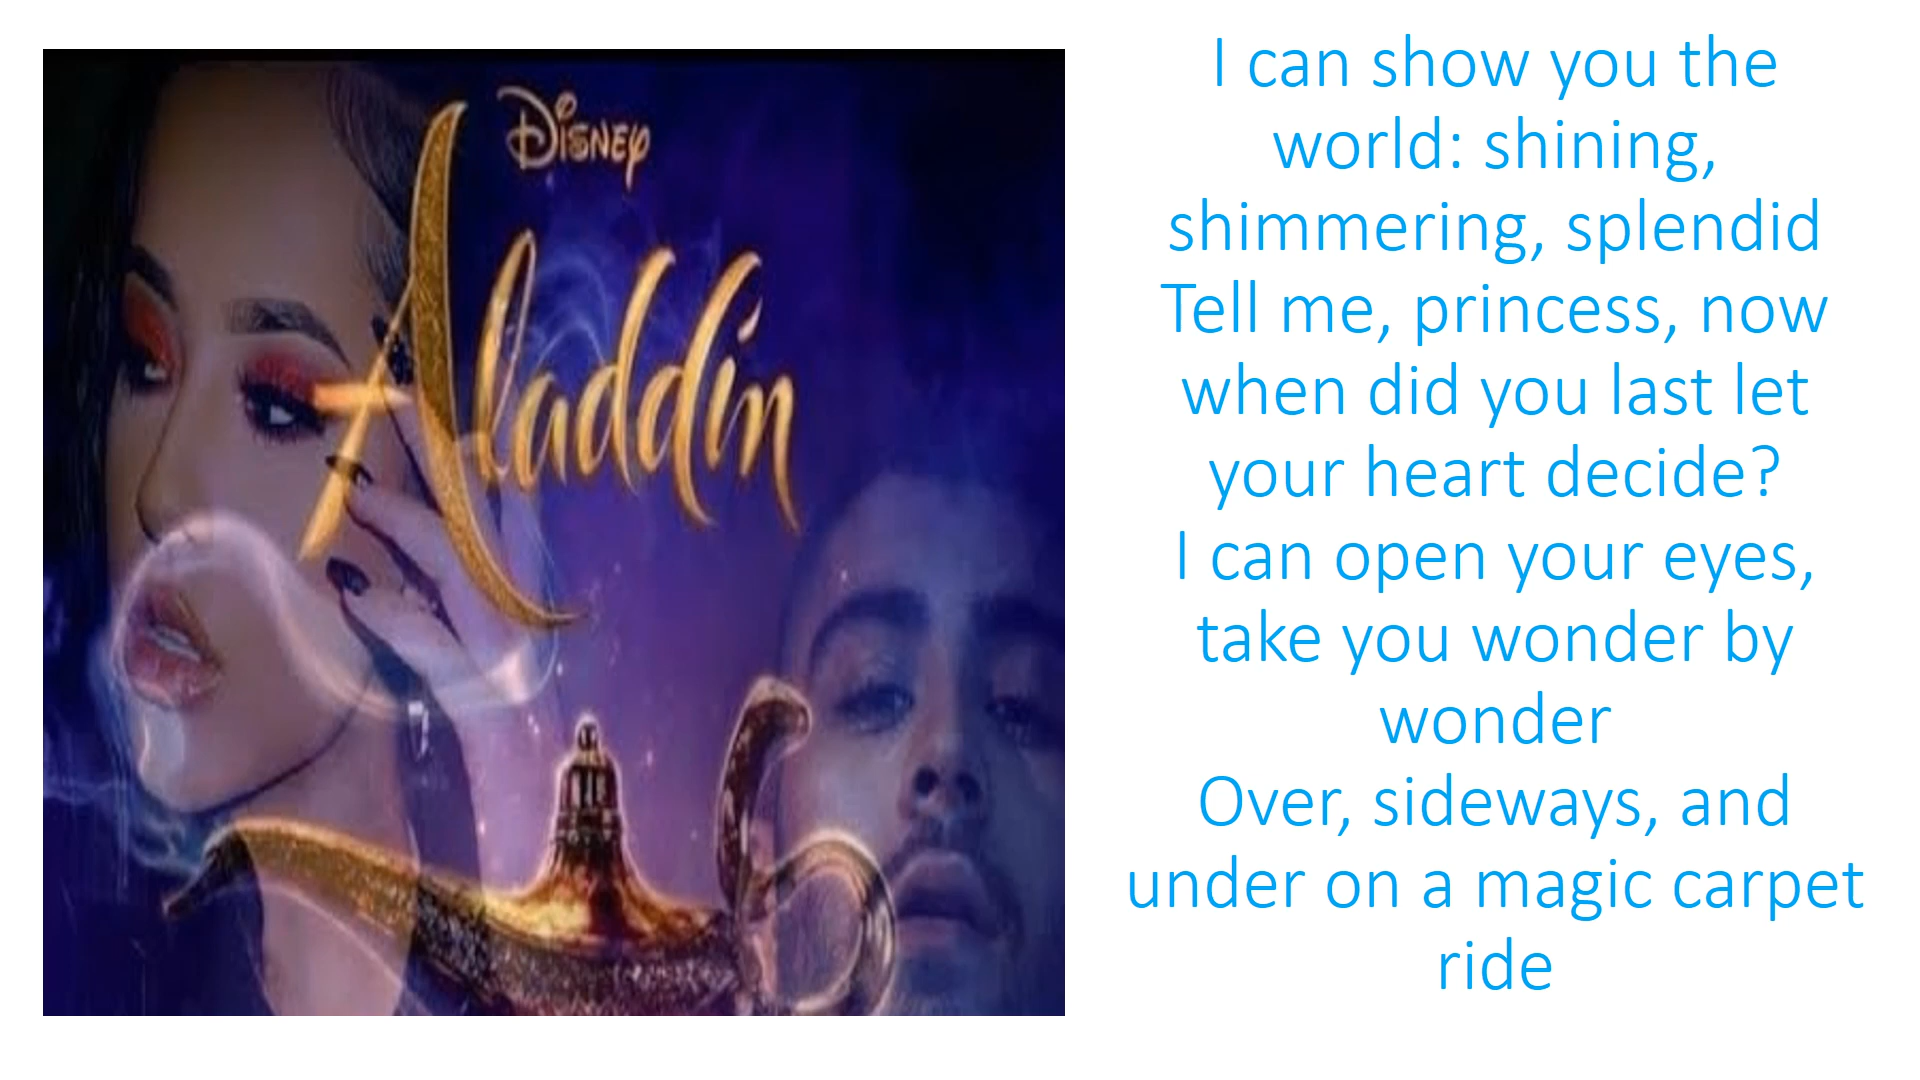 Disney
Aladdin
I can show you the
world: shining,
shimmering, splendid
Tell me, princess, now
when did you last let
your heart decide?
I can open your eyes,
take you wonder by
wonder
Over, sideways, and
under on a magic carpet
ride